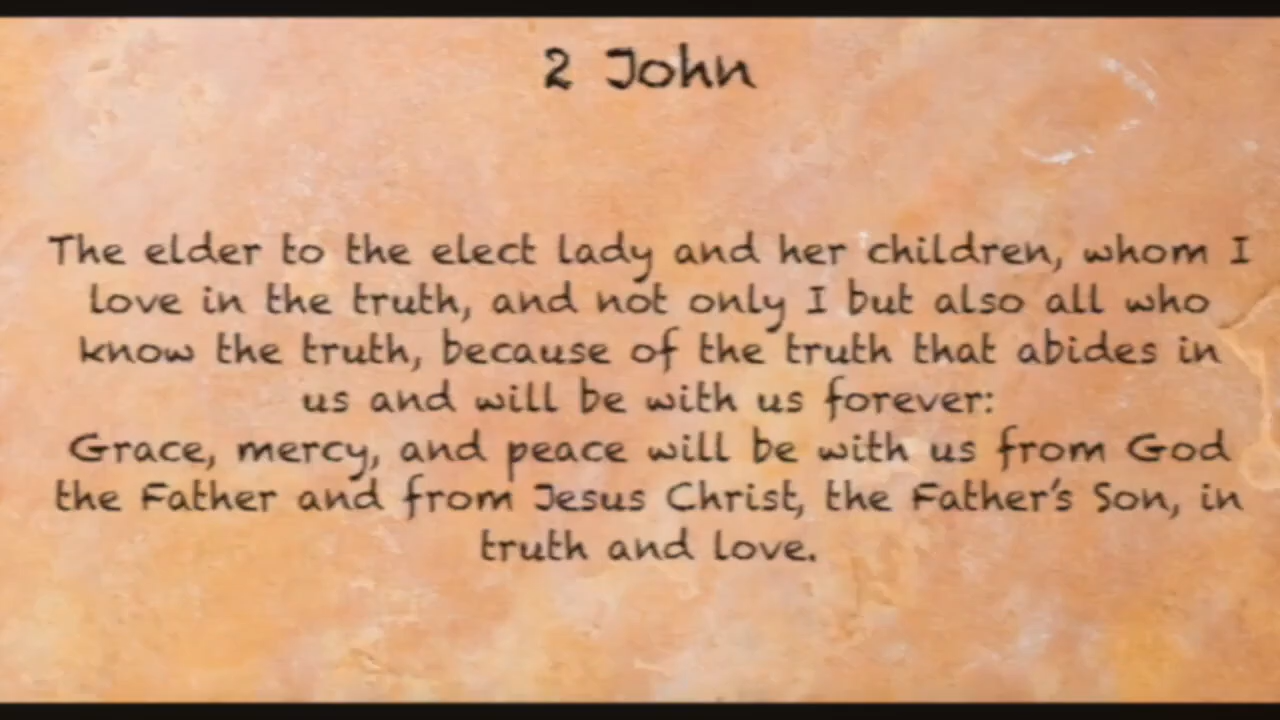 2 John
The elder to the elect lady and her children, whom I
love in the truth, and not only I but also all who
know the truth, because of the truth that abides in
us and will be with us forever:
Grace, mercy, and peace will be with us from God
the Father and from Jesus Christ, the Father's Son, in
truth and love.